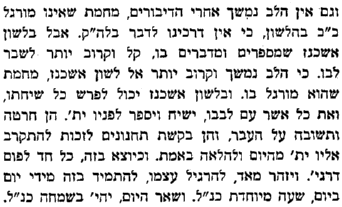 וגם אין הלב נמשך אחרי הדיבורים, מחמת שאינו מורגל
כ"ב בהלשון, כי אין דרכינו לדבר בלה"ק. אבל בלשון
אשכנז שמספרים ומדברים בו, קל וקרוב יותר לשבר
לבו. כי הלב נמשך וקרוב יותר אל לשון אשכנז, מחמת
שהוא מורגל בו. ובלשון אשכנז יכול לפרש כל שיחתו,
ואת כל אשר עם לבבו, ישיח ויספר לפניו ית'. הן חרטה
ותשובה על העבר, והן בקשת תחנונים לזכות להתקרב
אליו ית' מהיום ולהלאה באמת. וכיוצא בזה, כל חד לפום
דרגי'. ויזהר מאד, להרגיל עצמו, להתמיד בזה מידי יום
ביום, שעה מיוחדת כנ"ל. ושאר היום, יהי' בשמחה כנ"ל.